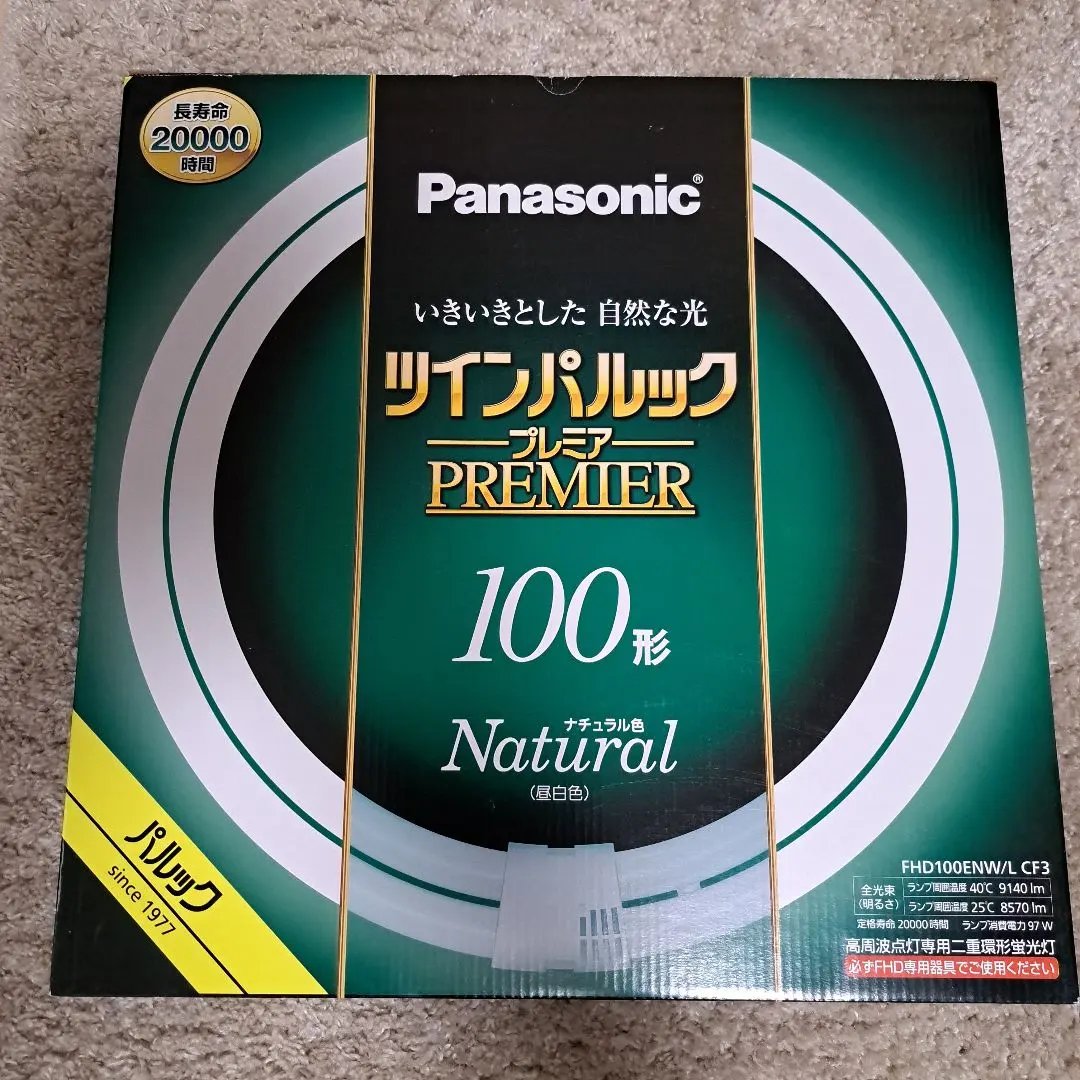 長寿命
20000
時間
Panasonic®
いきいきとした 自然な光
ツインパルック
プレミア
PREMIER
100形
ナチュラル色
Natural
(昼白色)
パルック
since 1977
FHD100ENW/L CF3
全光束
(明るさ)
ランプ周囲温度 40℃ 9140 lm
ランプ周囲温度 25℃ 8570 lm
定格寿命 20000時間 ランプ消費電力 97 W
高周波点灯専用二重環形蛍光灯
必ずFHD専用器具でご使用ください